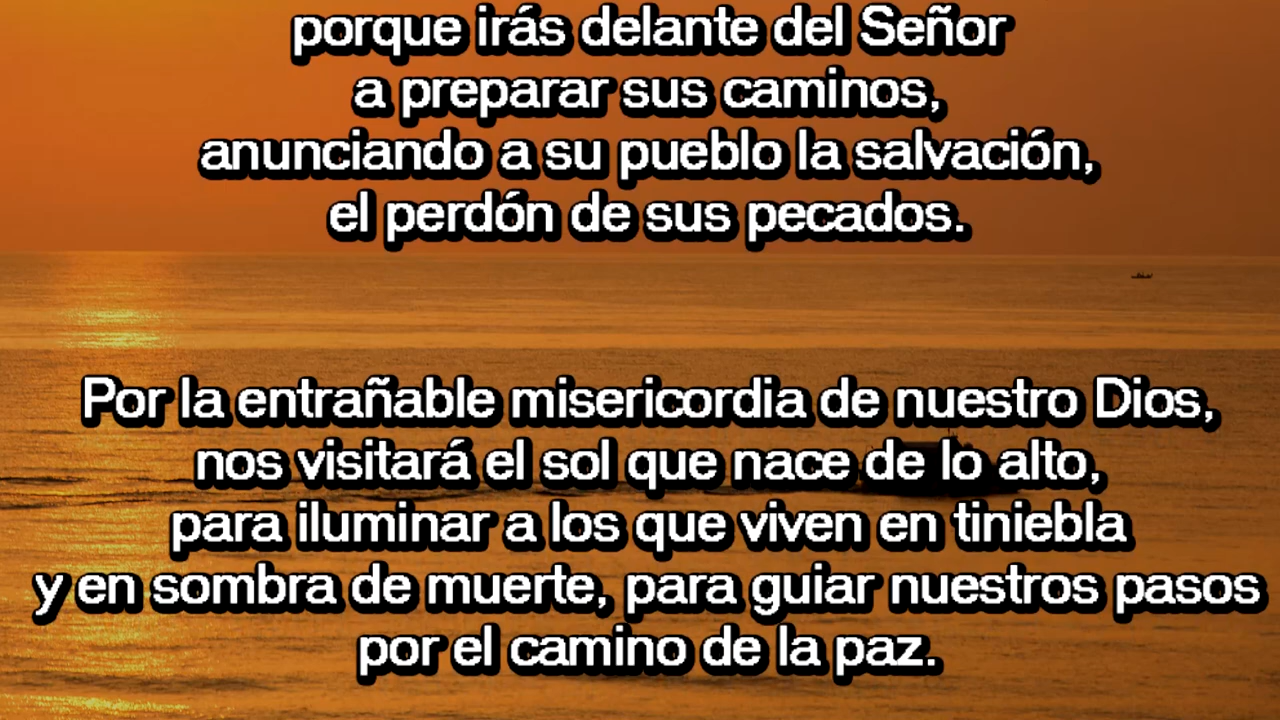 porque irás delante del Señor
a preparar sus caminos,
anunciando a su pueblo la salvación,
el perdón de sus pecados.
Por la entrañable misericordia de nuestro Dios,
nos visitará el sol que nace de lo alto,
para iluminar a los que viven en tiniebla
y en sombra de muerte, para guiar nuestros pasos
por el camino de la paz.